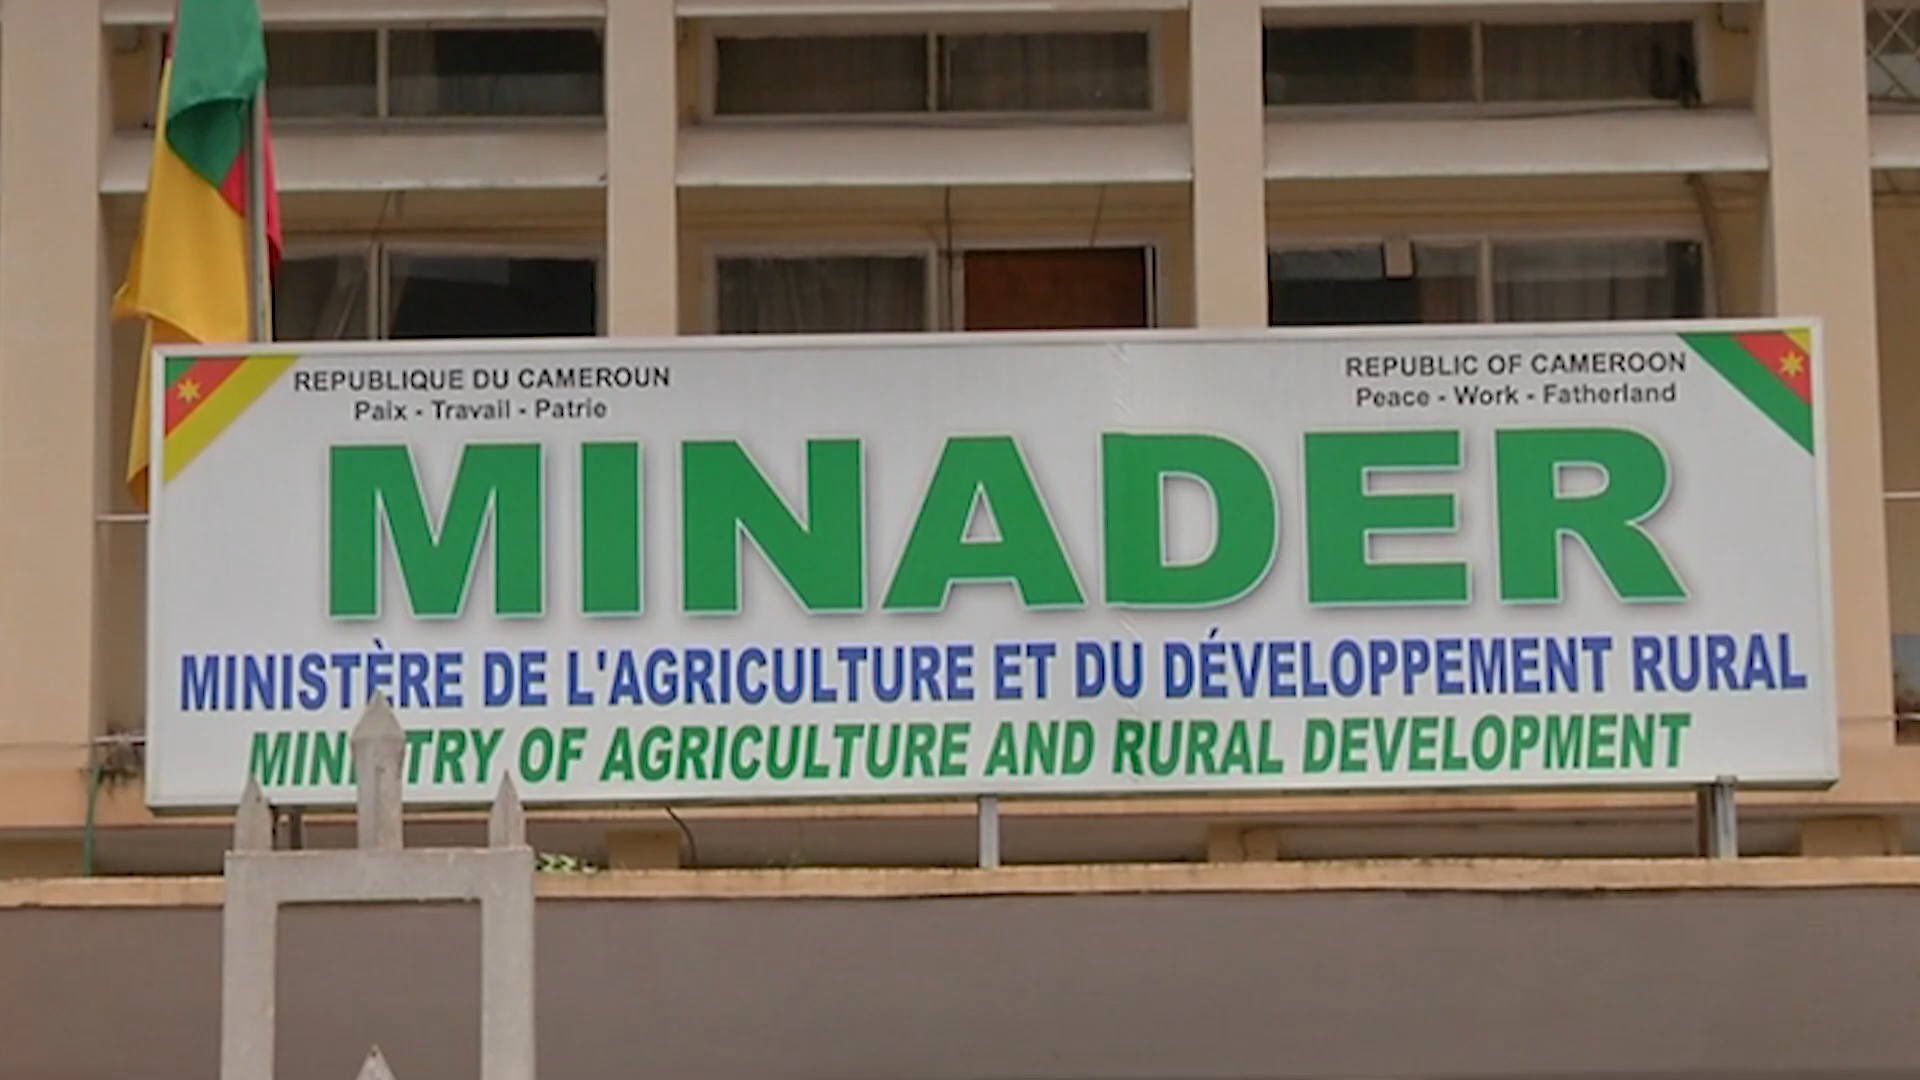 REPUBLIQUE DU CAMEROUN
Paix - Travail - Patrie
REPUBLIC OF CAMEROON
Peace - Work - Fatherland
MINADER
MINISTÈRE DE L'AGRICULTURE ET DU DÉVELOPPEMENT RURAL
MINISTRY OF AGRICULTURE AND RURAL DEVELOPMENT